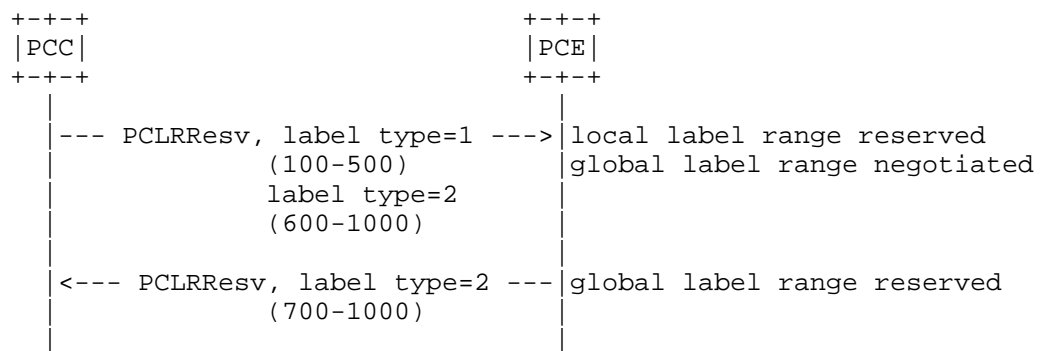 +-+-+ +-+-+
|PCC| |PCE|
+-+-+ +-+-+
| |
|--- PCLRResv, label type=1 --->|local label range reserved
| (100-500) |global label range negotiated
| label type=2 |
| (600-1000) |
| |
|<--- PCLRResv, label type=2 ---|global label range reserved
| (700-1000) |
| |